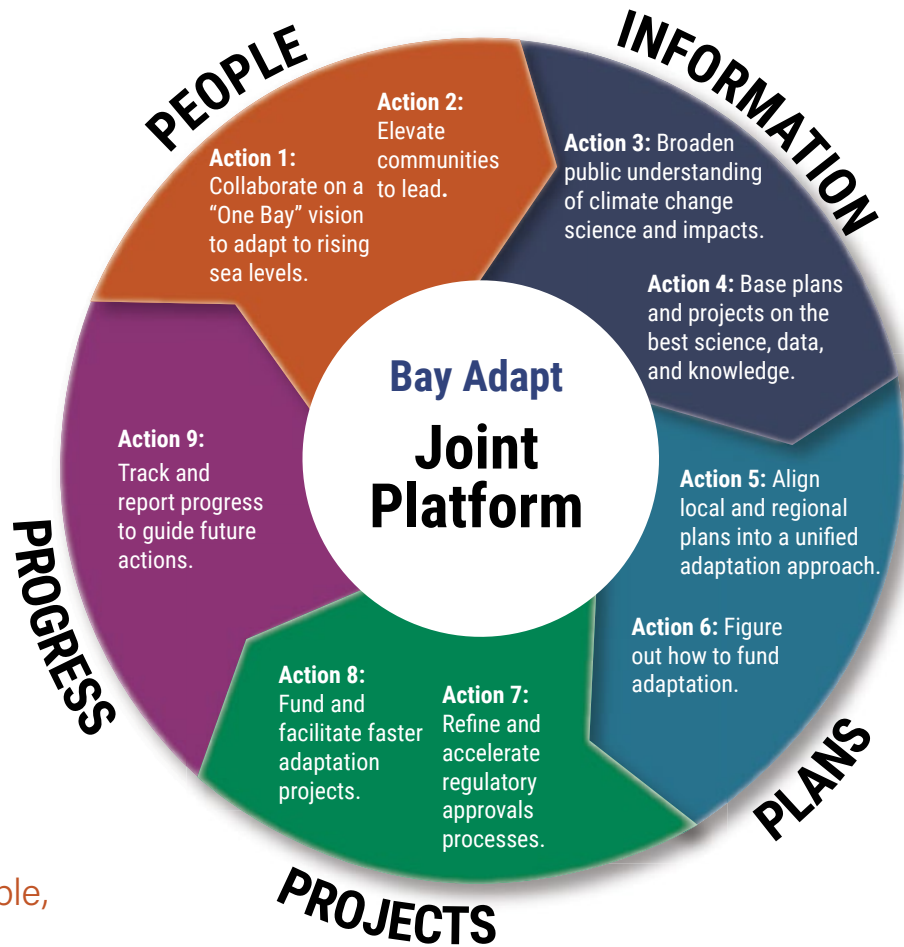 PEOPLE
Action 1:
Collaborate on a
“One Bay” vision
to adapt to rising
sea levels.
Action 2:
Elevate
communities
to lead.
INFORMATION
Action 3: Broaden
public understanding
of climate change
science and impacts.
Action 4: Base plans
and projects on the
best science, data,
and knowledge.
Bay Adapt
Joint
Platform
Action 5: Align
local and regional
plans into a unified
adaptation approach.
Action 6: Figure
out how to fund
adaptation.
PLANS
Action 7:
Refine and
accelerate
regulatory
approvals
processes.
Action 8:
Fund and
facilitate faster
adaptation
projects.
PROJECTS
Action 9:
Track and
report progress
to guide future
actions.
PROGRESS